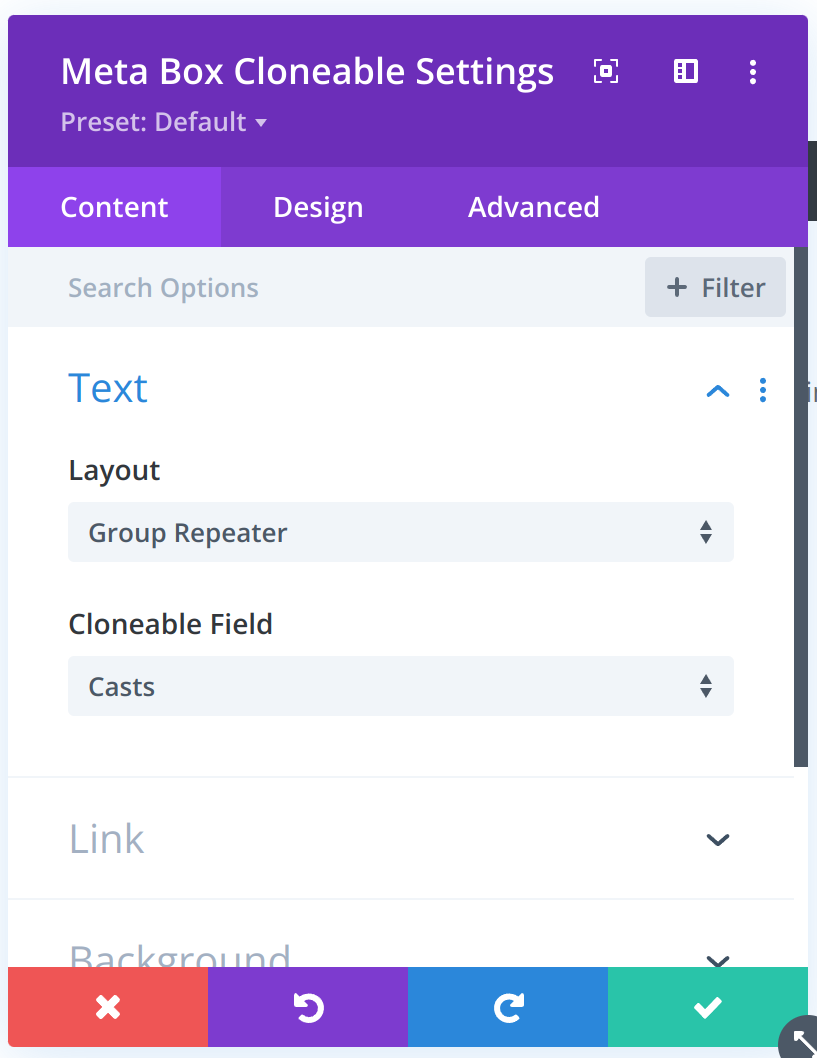 Meta Box Cloneable Settings
Preset: Default
Content Design Advanced
Search Options + Filter
Text
Layout
Group Repeater
Cloneable Field
Casts
Link
Background